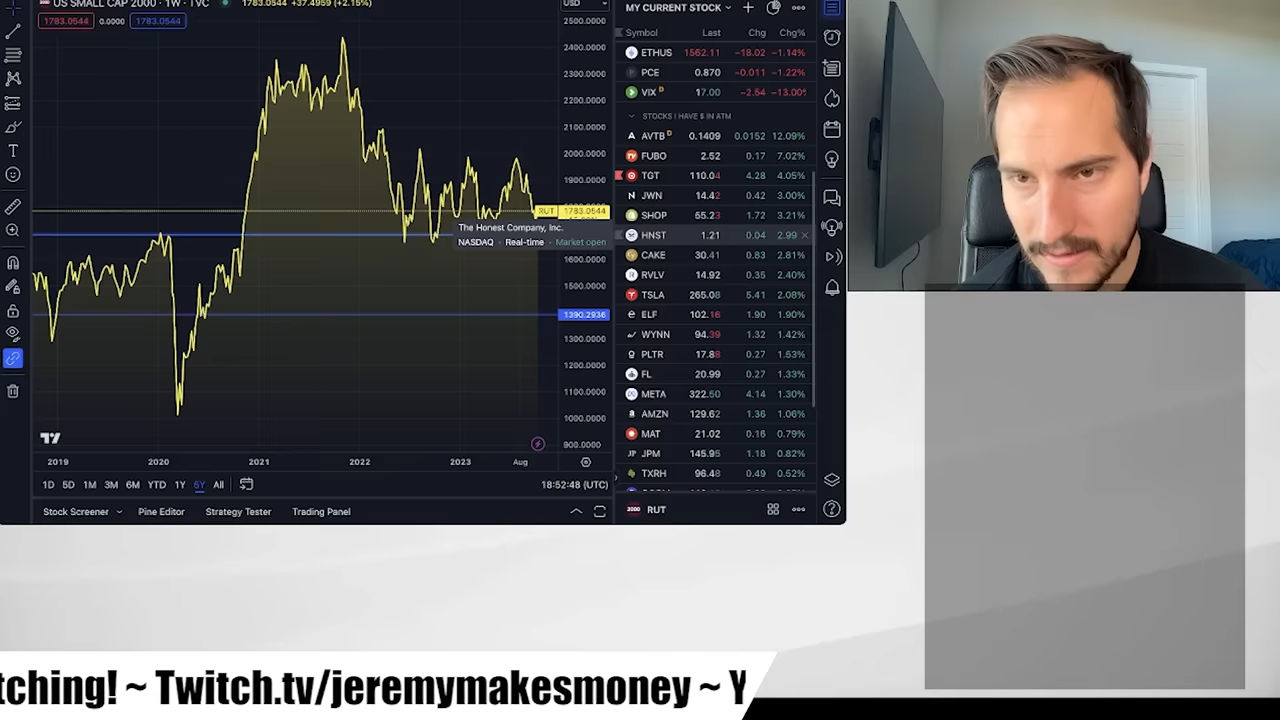 US SMALL CAP 2000 · 1W · TVC 1783.0544 +37.4959 (+2.15%)
1783.0544 0.0000 1783.0544
USD
2500.0000
2400.0000
2300.0000
2200.0000
2100.0000
2000.0000
1900.0000
RUT 1783.0544
The Honest Company, Inc.
NASDAQ · Real-time · Market open
1600.0000
1500.0000
1390.2936
1300.0000
1200.0000
1100.0000
1000.0000
900.0000
2019 2020 2021 2022 2023 Aug
1D 5D 1M 3M 6M YTD 1Y 5Y All 18:52:48 (UTC)
Stock Screener Pine Editor Strategy Tester Trading Panel
MY CURRENT STOCK
Symbol Last Chg Chg%
ETHUS 1562.11 −18.02 −1.14%
PCE 0.870 −0.011 −1.22%
VIX D 17.00 −2.54 −13.00%
STOCKS I HAVE $ IN ATM
A AVTB D 0.1409 0.0152 12.09%
FUBO 2.52 0.17 7.02%
TGT 110.04 4.28 4.05%
N JWN 14.42 0.42 3.00%
SHOP 55.23 1.72 3.21%
HNST 1.21 0.04 2.99
CAKE 30.41 0.83 2.81%
RVLV 14.92 0.35 2.40%
TSLA 265.08 5.41 2.08%
e ELF 102.16 1.90 1.90%
WYNN 94.39 1.32 1.42%
PLTR 17.88 0.27 1.53%
FL 20.99 0.27 1.33%
META 322.50 4.14 1.30%
a AMZN 129.62 1.36 1.06%
MAT 21.02 0.16 0.79%
JP JPM 145.95 1.18 0.82%
TXRH 96.48 0.49 0.52%
2000 RUT
tching! ~ Twitch.tv/jeremymakesmoney ~ Y